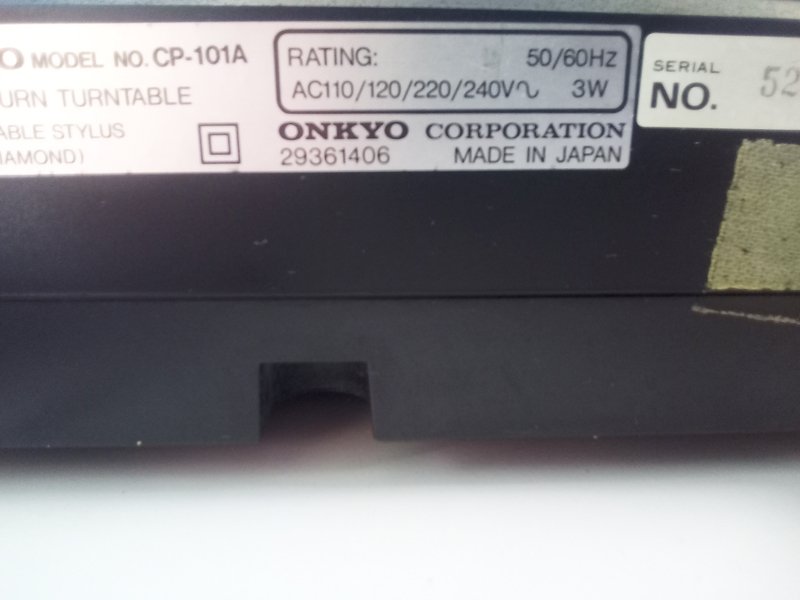 O MODEL NO. CP-101A
URN TURNTABLE
ABLE STYLUS
IAMOND)
RATING: 50/60Hz
AC110/120/220/240V∿ 3W
ONKYO CORPORATION
29361406 MADE IN JAPAN
SERIAL
NO. 52